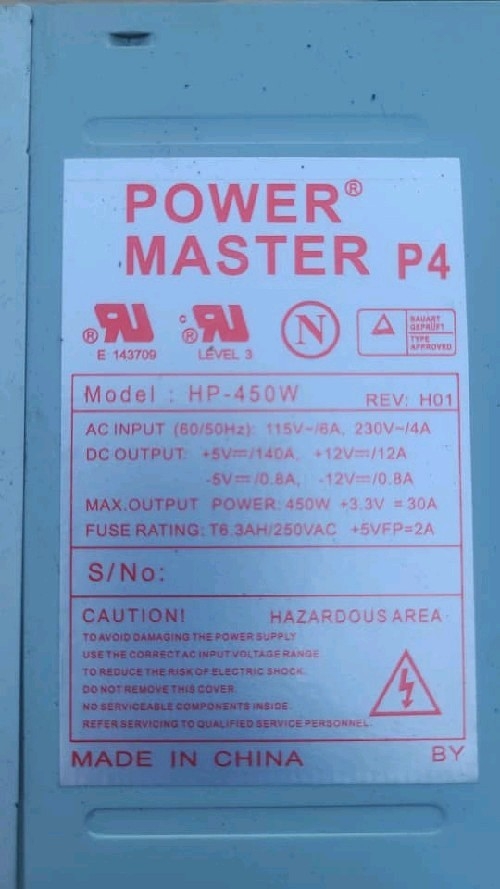 POWER®
MASTER P4
® RU c ® RU N BAUART GEPRÜFT
TYPE APPROVED
E 143709 LEVEL 3
Model : HP-450W REV: H01
AC INPUT (60/50Hz): 115V~/6A, 230V~/4A
DC OUTPUT: +5V⎓/140A, +12V⎓/12A
-5V⎓/0.8A, -12V⎓/0.8A
MAX.OUTPUT POWER: 450W +3.3V =30A
FUSE RATING: T6.3AH/250VAC +5VFP=2A
S/No:
CAUTION! HAZARDOUS AREA
TO AVOID DAMAGING THE POWER SUPPLY
USE THE CORRECT AC INPUT VOLTAGE RANGE
TO REDUCE THE RISK OF ELECTRIC SHOCK.
DO NOT REMOVE THIS COVER.
NO SERVICEABLE COMPONENTS INSIDE.
REFER SERVICING TO QUALIFIED SERVICE PERSONNEL.
MADE IN CHINA BY